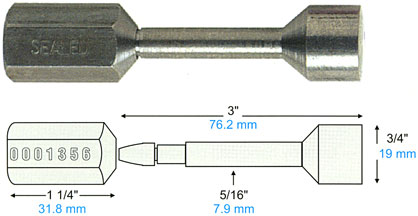 SEALED
3"
76.2 mm
0001356
3/4"
19 mm
1 1/4"
31.8 mm
5/16"
7.9 mm